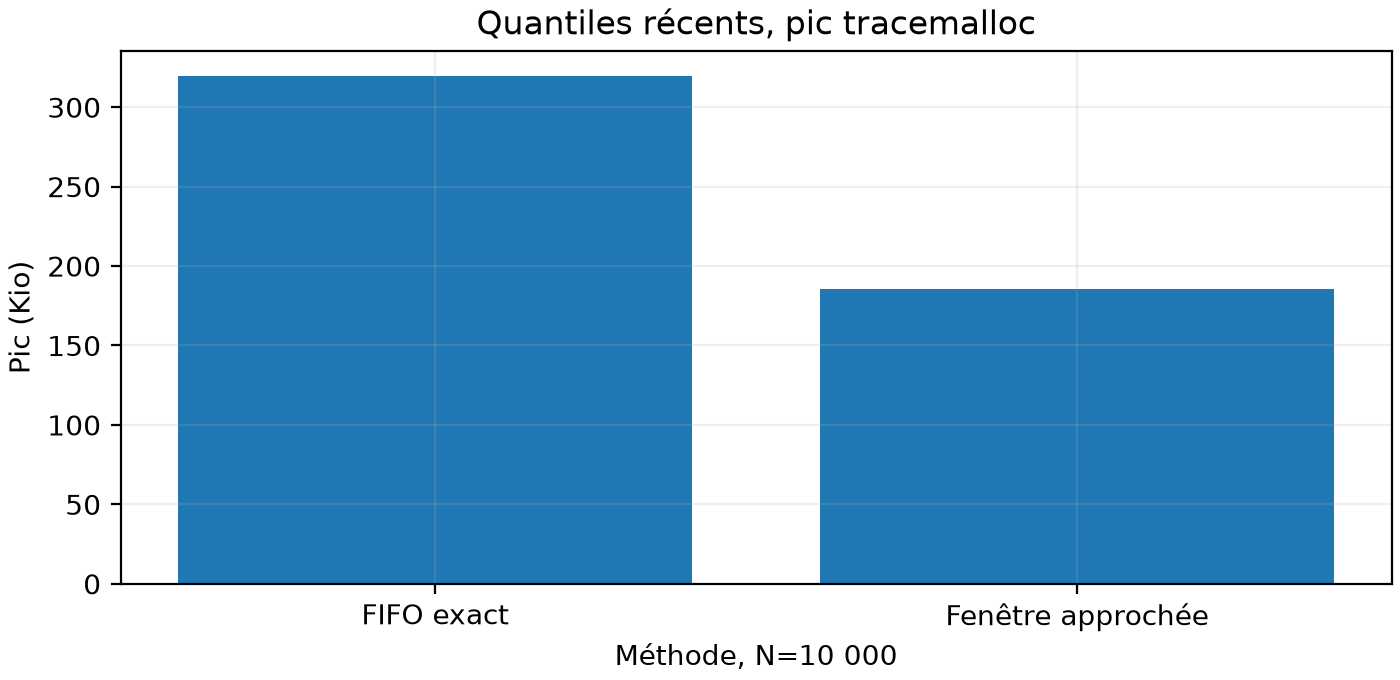 Quantiles récents, pic tracemalloc
Pic (Kio)
300
250
200
150
100
50
0
FIFO exact
Fenêtre approchée
Méthode, N=10 000